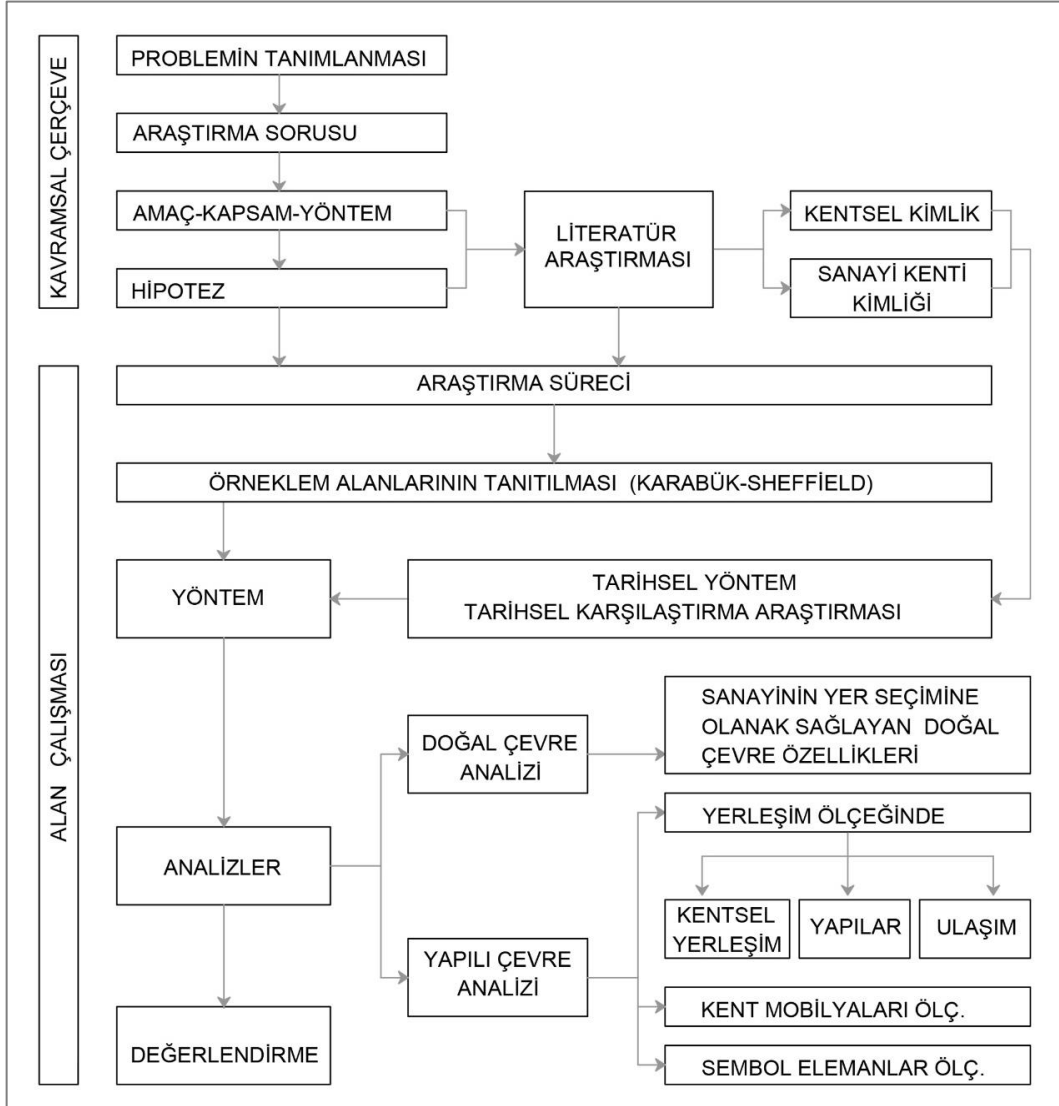 KAVRAMSAL ÇERÇEVE
PROBLEMİN TANIMLANMASI
ARAŞTIRMA SORUSU
AMAÇ-KAPSAM-YÖNTEM
HİPOTEZ
LİTERATÜR
ARAŞTIRMASI
KENTSEL KİMLİK
SANAYİ KENTİ
KİMLİĞİ
ALAN ÇALIŞMASI
ARAŞTIRMA SÜRECİ
ÖRNEKLEM ALANLARININ TANITILMASI (KARABÜK-SHEFFİELD)
YÖNTEM
TARİHSEL YÖNTEM
TARİHSEL KARŞILAŞTIRMA ARAŞTIRMASI
ANALİZLER
DOĞAL ÇEVRE
ANALİZİ
SANAYİNİN YER SEÇİMİNE
OLANAK SAĞLAYAN DOĞAL
ÇEVRE ÖZELLİKLERİ
YAPILI ÇEVRE
ANALİZİ
YERLEŞİM ÖLÇEĞİNDE
KENTSEL
YERLEŞİM
YAPILAR
ULAŞIM
KENT MOBİLYALARI ÖLÇ.
SEMBOL ELEMANLAR ÖLÇ.
DEĞERLENDİRME